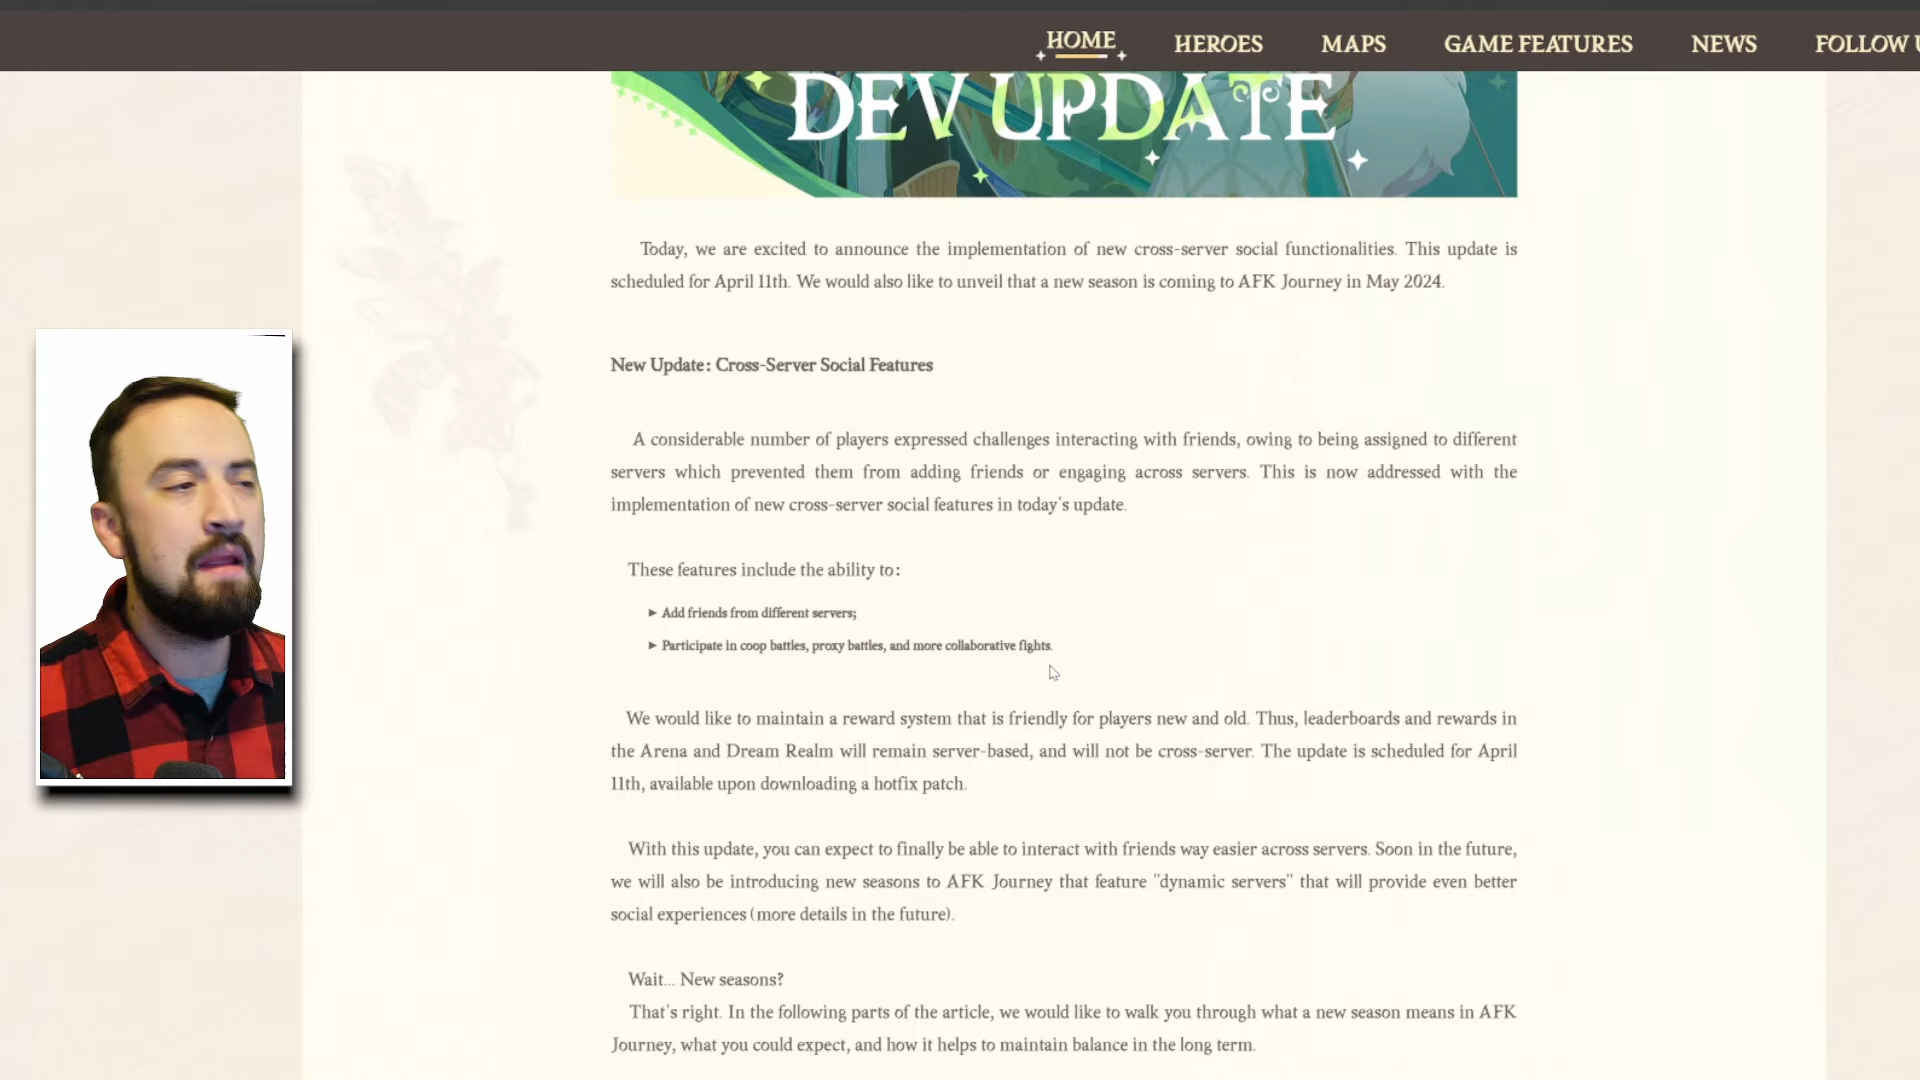 HOME HEROES MAPS GAME FEATURES NEWS FOLLOW
DEV UPDATE
Today, we are excited to announce the implementation of new cross-server social functionalities. This update is
scheduled for April 11th. We would also like to unveil that a new season is coming to AFK Journey in May 2024.
New Update: Cross-Server Social Features
A considerable number of players expressed challenges interacting with friends, owing to being assigned to different
servers which prevented them from adding friends or engaging across servers. This is now addressed with the
implementation of new cross-server social features in today's update.
These features include the ability to:
► Add friends from different servers;
► Participate in coop battles, proxy battles, and more collaborative fights.
We would like to maintain a reward system that is friendly for players new and old. Thus, leaderboards and rewards in
the Arena and Dream Realm will remain server-based, and will not be cross-server. The update is scheduled for April
11th, available upon downloading a hotfix patch.
With this update, you can expect to finally be able to interact with friends way easier across servers. Soon in the future,
we will also be introducing new seasons to AFK Journey that feature "dynamic servers" that will provide even better
social experiences (more details in the future).
Wait... New seasons?
That's right. In the following parts of the article, we would like to walk you through what a new season means in AFK
Journey, what you could expect, and how it helps to maintain balance in the long term.